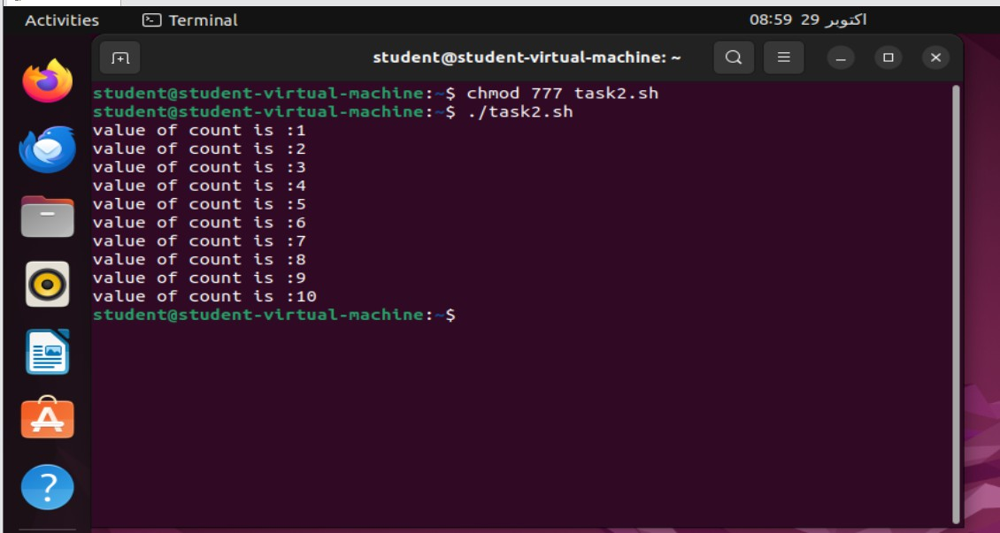 Activities Terminal 08:59 29 اکتوبر
student@student-virtual-machine: ~
student@student-virtual-machine:~$ chmod 777 task2.sh
student@student-virtual-machine:~$ ./task2.sh
value of count is :1
value of count is :2
value of count is :3
value of count is :4
value of count is :5
value of count is :6
value of count is :7
value of count is :8
value of count is :9
value of count is :10
student@student-virtual-machine:~$